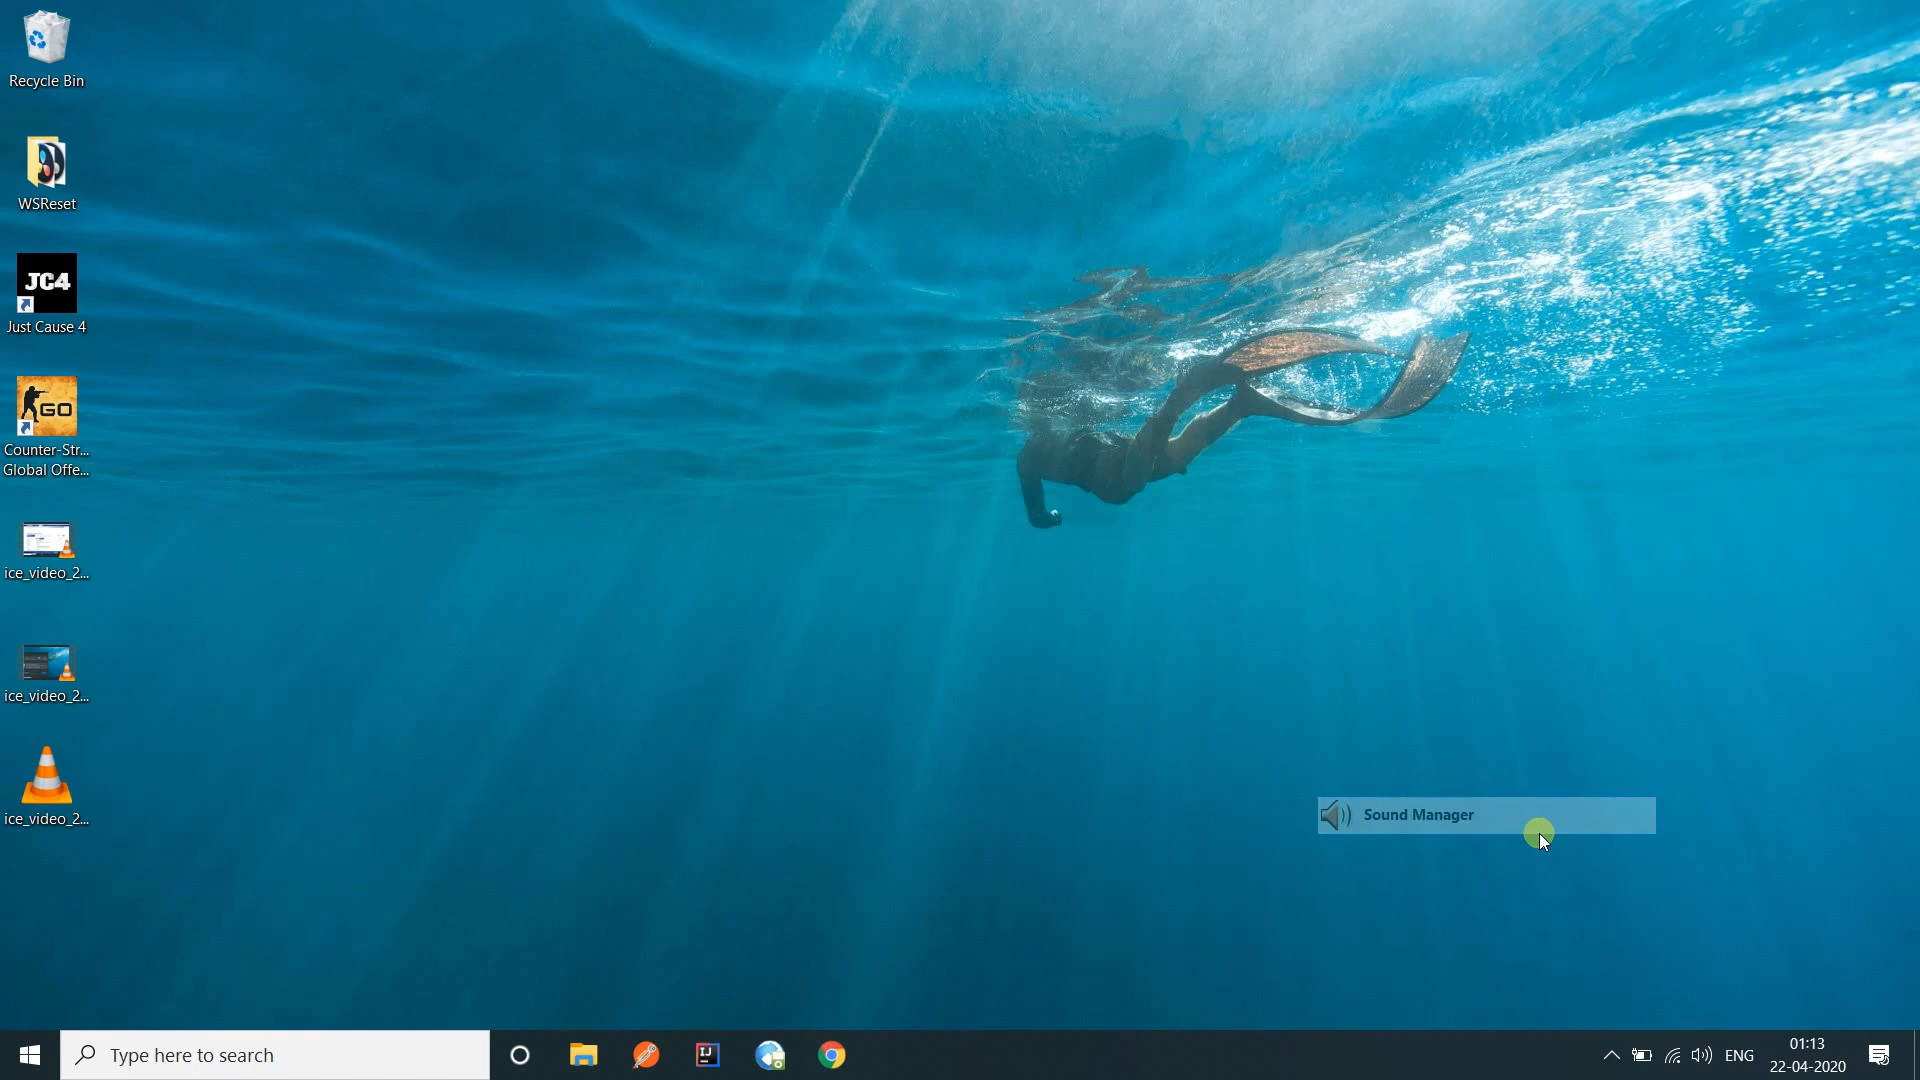 Recycle Bin
WSReset
JC4
Just Cause 4
GO
Counter-Str...
Global Offe...
ice_video_2...
ice_video_2...
ice_video_2...
Sound Manager
Type here to search
IJ
ENG
01:13
22-04-2020